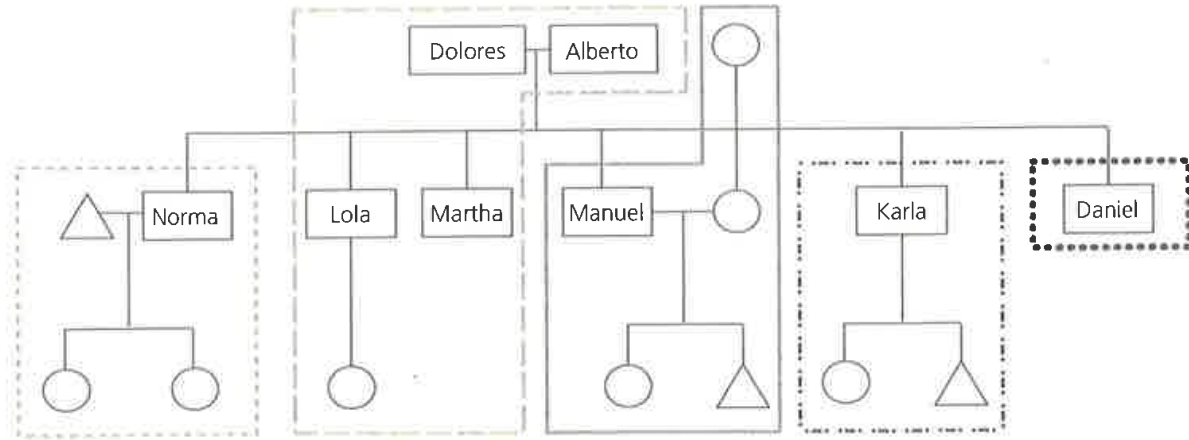 Dolores
Alberto
Norma
Lola
Martha
Manuel
Karla
Daniel